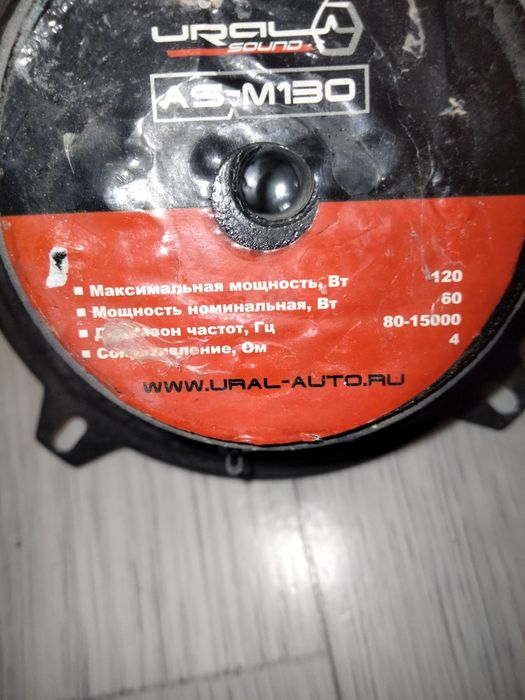 URAL
SOUND
AS-M130
Максимальная мощность, Вт 120
Мощность номинальная, Вт 60
частот, Гц 80-15000
Ом 4
WWW.URAL-AUTO.RU